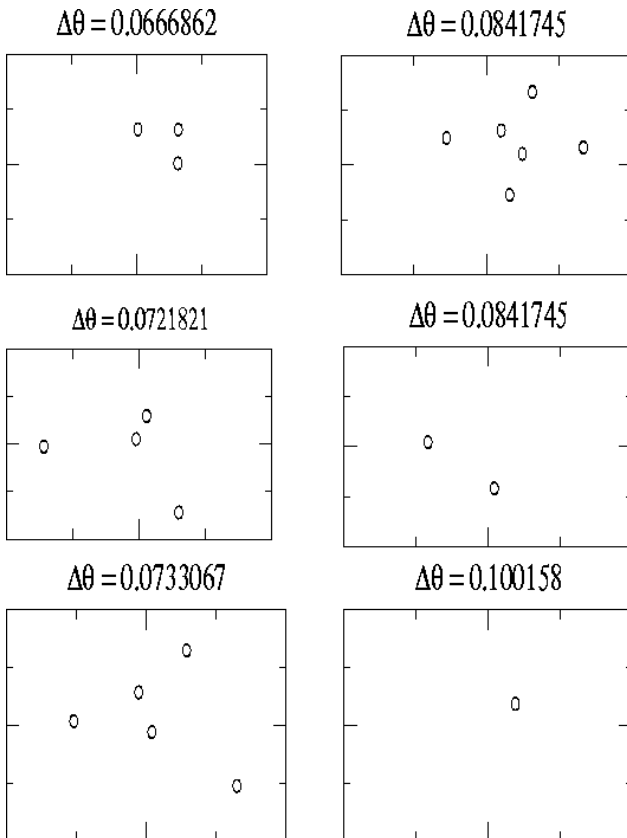 Δθ = 0.0666862
Δθ = 0.0841745
Δθ = 0.0721821
Δθ = 0.0841745
Δθ = 0.0733067
Δθ = 0.100158